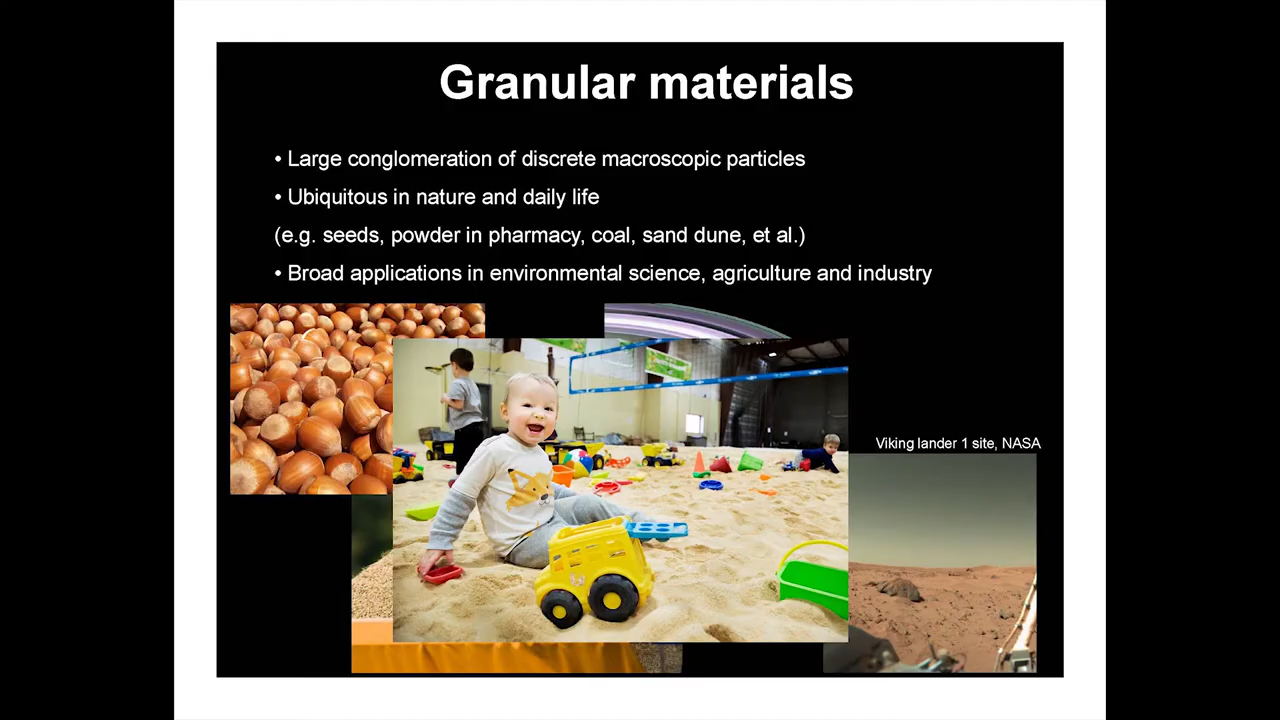 Granular materials
• Large conglomeration of discrete macroscopic particles
• Ubiquitous in nature and daily life
(e.g. seeds, powder in pharmacy, coal, sand dune, et al.)
• Broad applications in environmental science, agriculture and industry
Viking lander 1 site, NASA